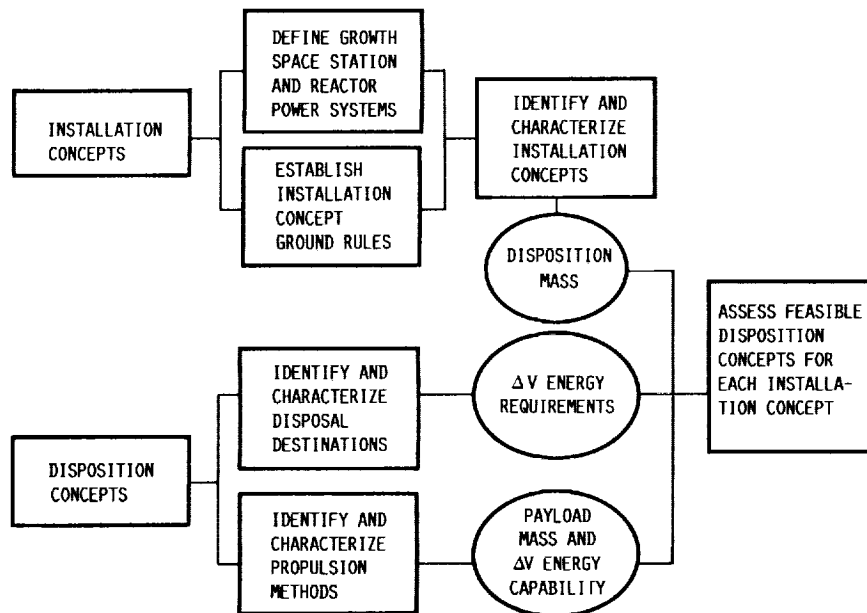 INSTALLATION
CONCEPTS
DEFINE GROWTH
SPACE STATION
AND REACTOR
POWER SYSTEMS
ESTABLISH
INSTALLATION
CONCEPT
GROUND RULES
IDENTIFY AND
CHARACTERIZE
INSTALLATION
CONCEPTS
DISPOSITION
MASS
DISPOSITION
CONCEPTS
IDENTIFY AND
CHARACTERIZE
DISPOSAL
DESTINATIONS
IDENTIFY AND
CHARACTERIZE
PROPULSION
METHODS
ΔV ENERGY
REQUIREMENTS
PAYLOAD
MASS AND
ΔV ENERGY
CAPABILITY
ASSESS FEASIBLE
DISPOSITION
CONCEPTS FOR
EACH INSTALLA-
TION CONCEPT